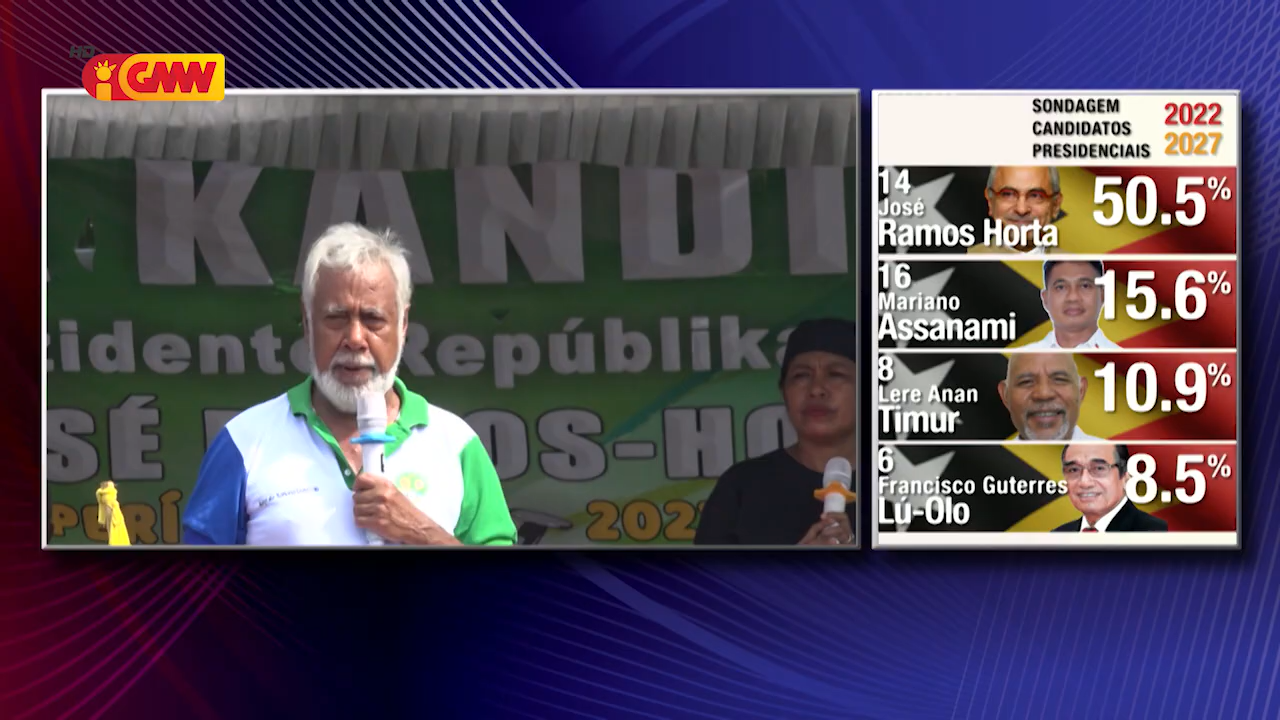 GMN
KANDI
zidente República
SÉ R OS-HO
PERÍ 202
SONDAGEM
CANDIDATOS
PRESIDENCIAIS
2022
2027
14
José
Ramos Horta
50.5%
16
Mariano
Assanami
15.6%
8
Lere Anan
Timur
10.9%
6
Francisco Guterres
Lú-Olo
8.5%